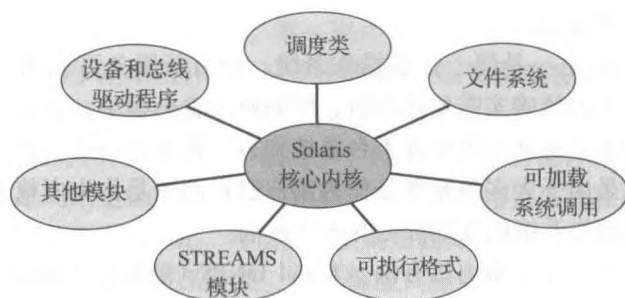 调度类
设备和总线
驱动程序
文件系统
Solaris
核心内核
其他模块
可加载
系统调用
STREAMS
模块
可执行格式